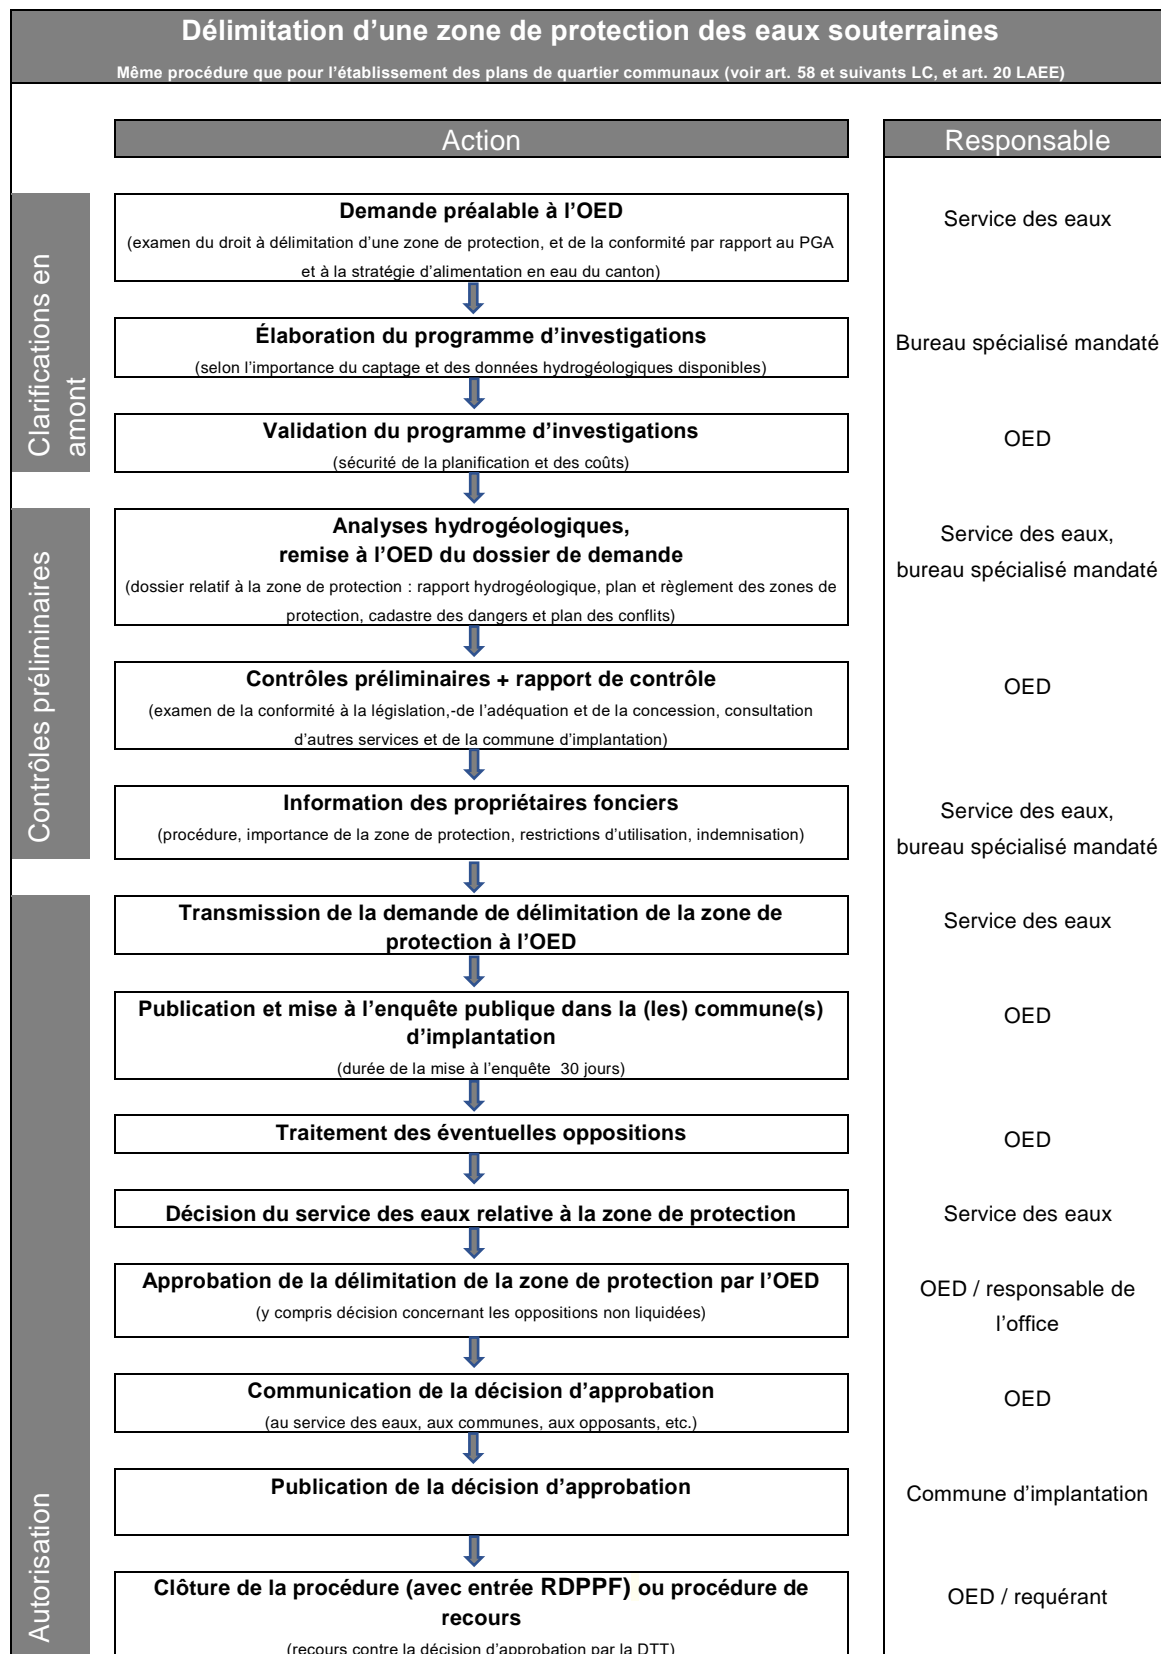 Délimitation d’une zone de protection des eaux souterraines
Même procédure que pour l’établissement des plans de quartier communaux (voir art. 58 et suivants LC, et art. 20 LAEE)
Action
Responsable
Clarifications en
amont
Demande préalable à l’OED
(examen du droit à délimitation d’une zone de protection, et de la conformité par rapport au PGA
et à la stratégie d’alimentation en eau du canton)
Service des eaux
Élaboration du programme d’investigations
(selon l’importance du captage et des données hydrogéologiques disponibles)
Bureau spécialisé mandaté
Validation du programme d’investigations
(sécurité de la planification et des coûts)
OED
Contrôles préliminaires
Analyses hydrogéologiques,
remise à l’OED du dossier de demande
(dossier relatif à la zone de protection : rapport hydrogéologique, plan et règlement des zones de
protection, cadastre des dangers et plan des conflits)
Service des eaux,
bureau spécialisé mandaté
Contrôles préliminaires + rapport de contrôle
(examen de la conformité à la législation,-de l’adéquation et de la concession, consultation
d’autres services et de la commune d’implantation)
OED
Information des propriétaires fonciers
(procédure, importance de la zone de protection, restrictions d’utilisation, indemnisation)
Service des eaux,
bureau spécialisé mandaté
Autorisation
Transmission de la demande de délimitation de la zone de
protection à l’OED
Service des eaux
Publication et mise à l’enquête publique dans la (les) commune(s)
d’implantation
(durée de la mise à l’enquête  30 jours)
OED
Traitement des éventuelles oppositions
OED
Décision du service des eaux relative à la zone de protection
Service des eaux
Approbation de la délimitation de la zone de protection par l’OED
(y compris décision concernant les oppositions non liquidées)
OED / responsable de
l’office
Communication de la décision d’approbation
(au service des eaux, aux communes, aux opposants, etc.)
OED
Publication de la décision d’approbation
Commune d’implantation
Clôture de la procédure (avec entrée RDPPF) ou procédure de
recours
(recours contre la décision d’approbation par la DTT)
OED / requérant